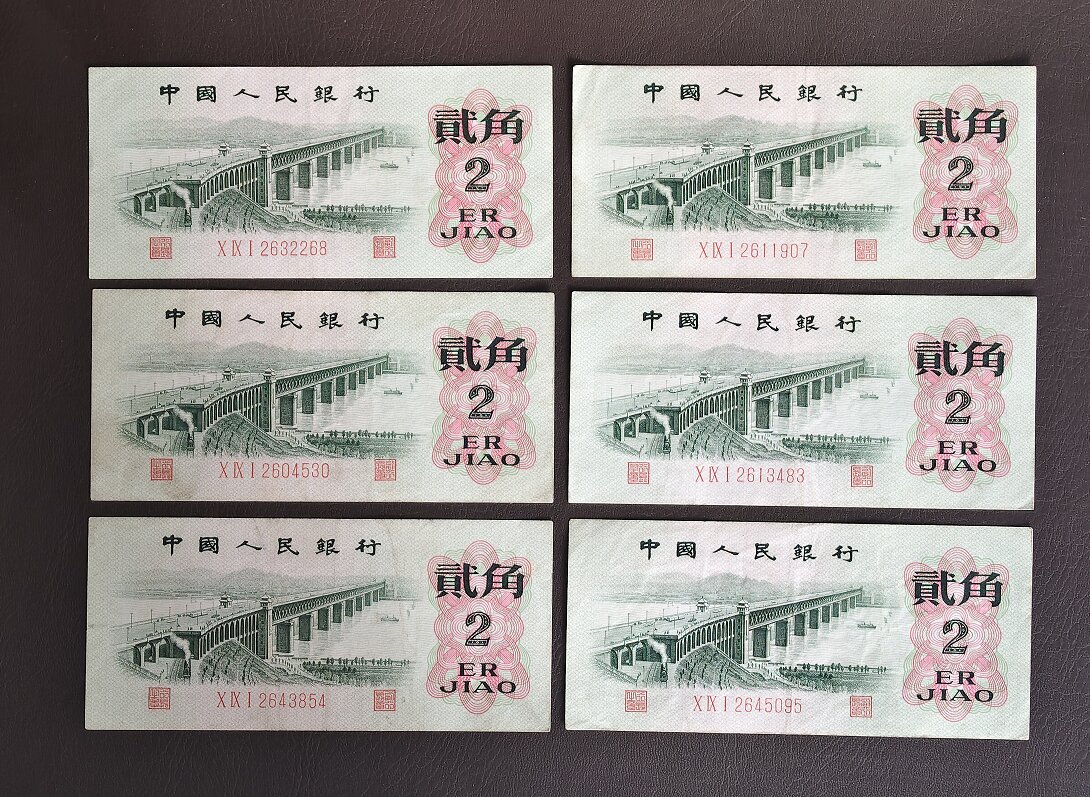 中國人民銀行
貳角
2
ER
JIAO
X IX I 2632268
中國人民銀行
貳角
2
ER
JIAO
X IX I 2611907
中國人民銀行
貳角
2
ER
JIAO
X IX I 2604530
中國人民銀行
貳角
2
ER
JIAO
X IX I 2613483
中國人民銀行
貳角
2
ER
JIAO
X IX I 2643854
中國人民銀行
貳角
2
ER
JIAO
X IX I 2645095